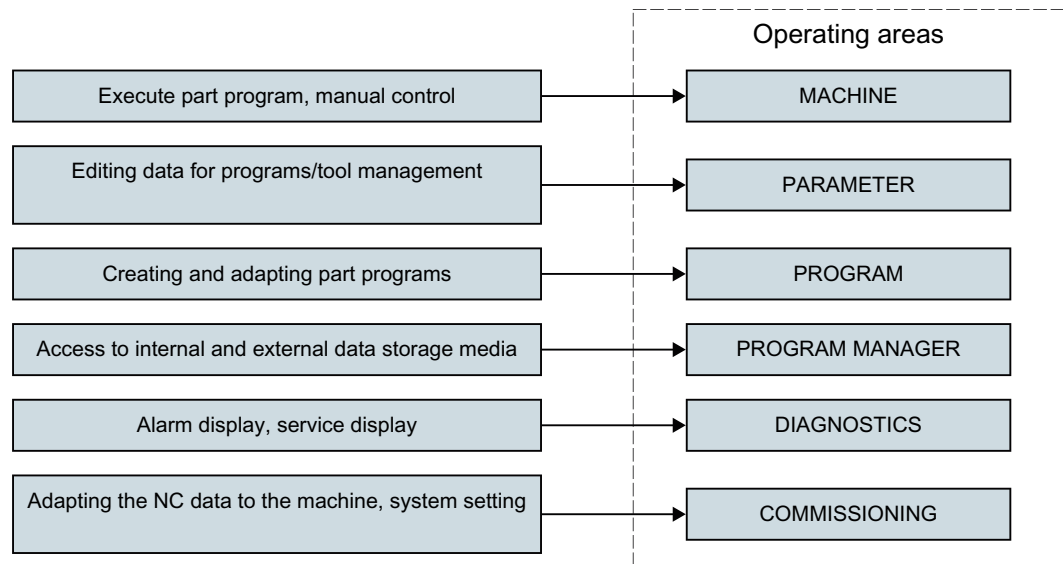 Operating areas
Execute part program, manual control
MACHINE
Editing data for programs/tool management
PARAMETER
Creating and adapting part programs
PROGRAM
Access to internal and external data storage media
PROGRAM MANAGER
Alarm display, service display
DIAGNOSTICS
Adapting the NC data to the machine, system setting
COMMISSIONING